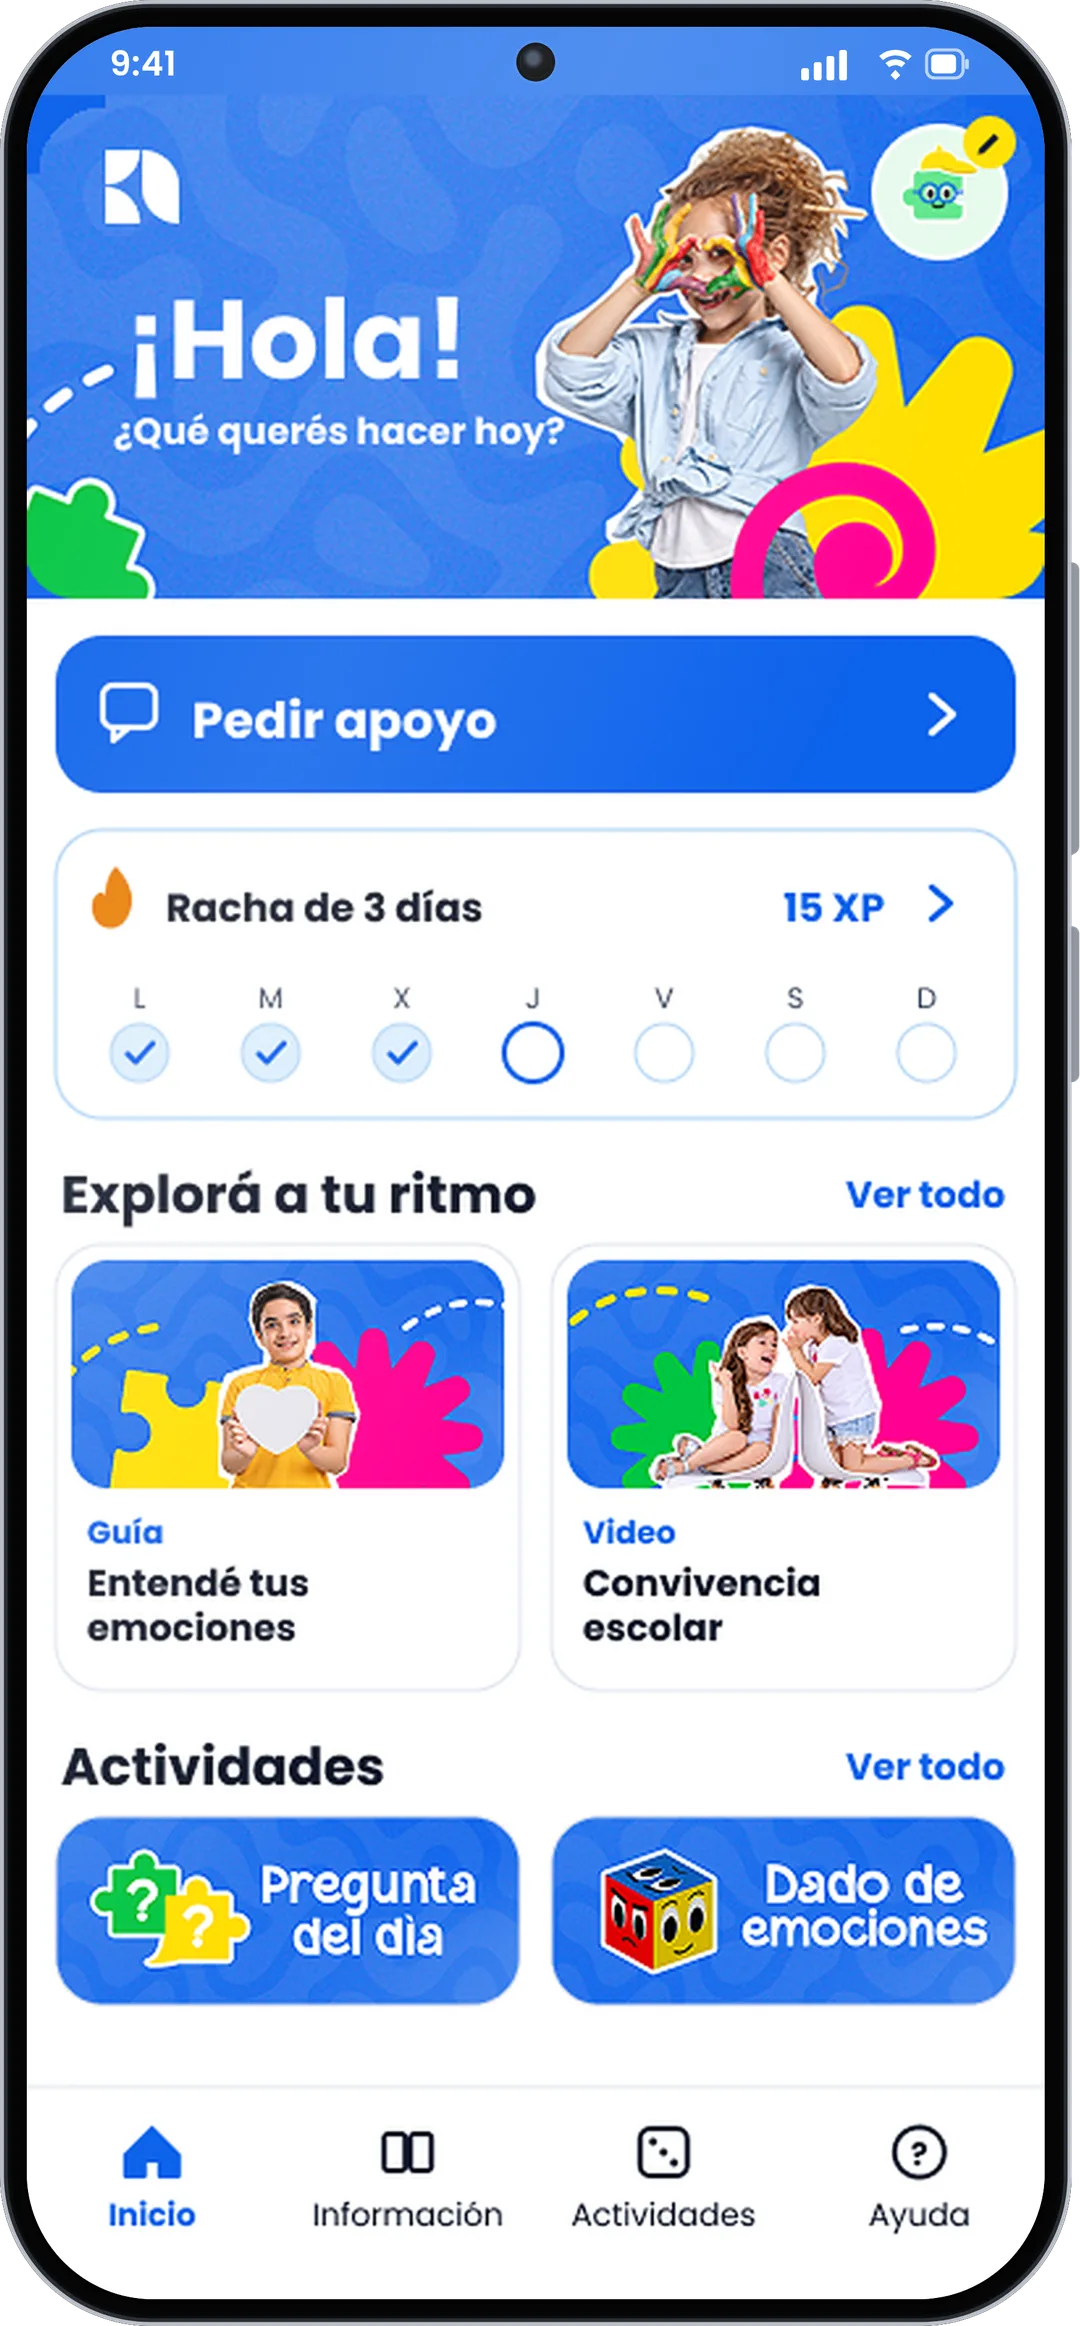 9:41
¡Hola!
¿Qué querés hacer hoy?
Pedir apoyo
Racha de 3 días
15 XP
L M X J V S D
Explorá a tu ritmo
Ver todo
Guía
Entendé tus
emociones
Video
Convivencia
escolar
Actividades
Ver todo
? ?
Pregunta
del dìa
Dado de
emociones
Inicio
Información
Actividades
?
Ayuda